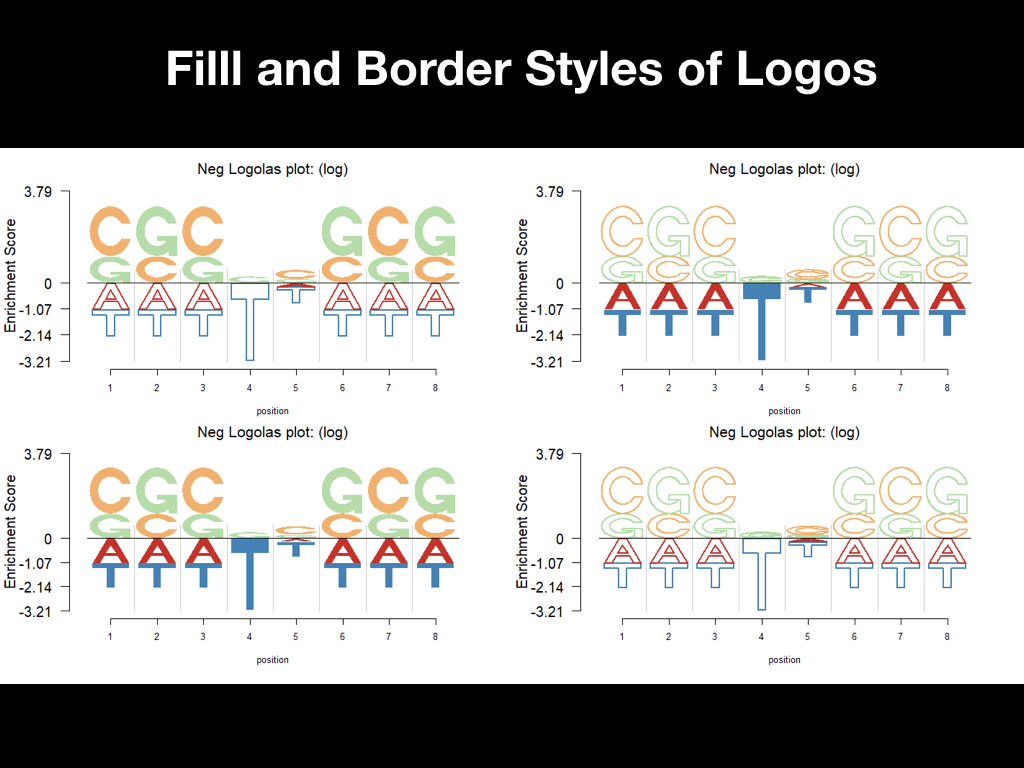 Filll and Border Styles of Logos
Neg Logolas plot: (log)
Enrichment Score
3.79
0
-1.07
-2.14
-3.21
C G C G C G
G C G G C C C
A A A A A A A
T T T T T T T T
1 2 3 4 5 6 7 8
position
Neg Logolas plot: (log)
Enrichment Score
3.79
0
-1.07
-2.14
-3.21
C G C G C G
G C G G C C G C
A A A A A A A
T T T T T T T T
1 2 3 4 5 6 7 8
position
Neg Logolas plot: (log)
Enrichment Score
3.79
0
-1.07
-2.14
-3.21
C G C G C G
G C G G C C G C
A A A A A A A
T T T T T T T T
1 2 3 4 5 6 7 8
position
Neg Logolas plot: (log)
Enrichment Score
3.79
0
-1.07
-2.14
-3.21
C G C G C G
G C G G C C G C
A A A A A A A
T T T T T T T T
1 2 3 4 5 6 7 8
position